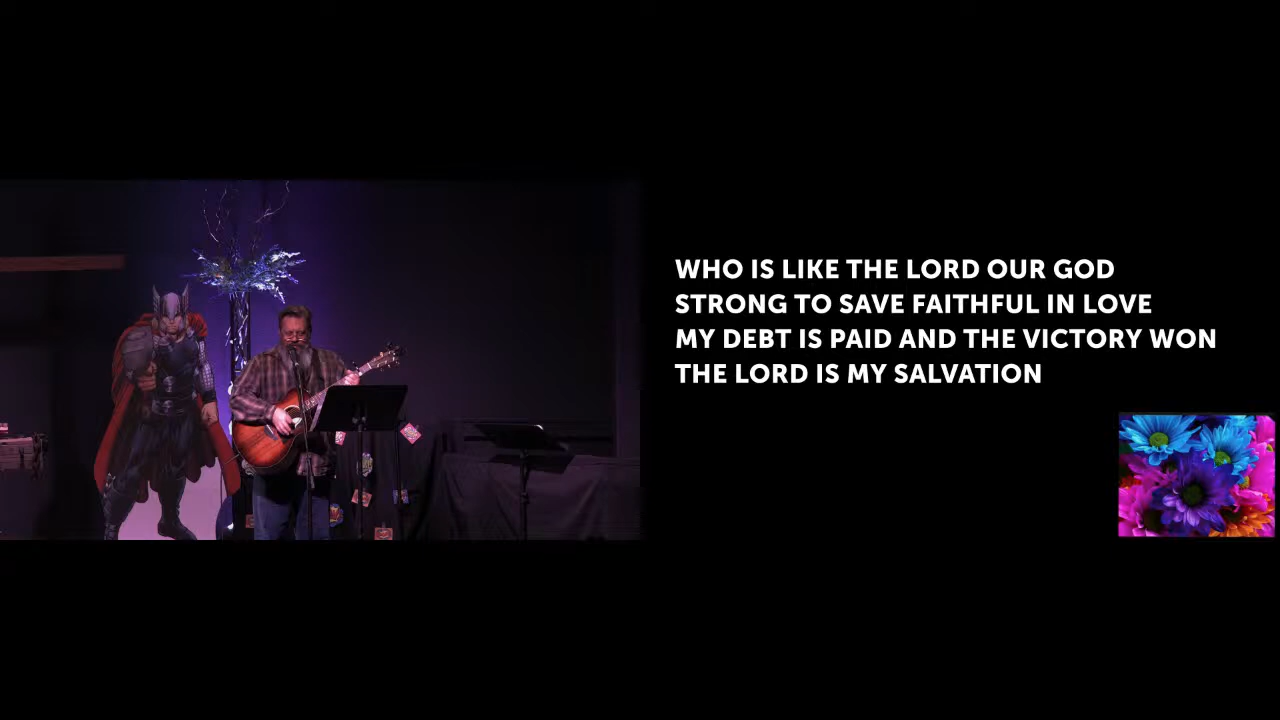 WHO IS LIKE THE LORD OUR GOD
STRONG TO SAVE FAITHFUL IN LOVE
MY DEBT IS PAID AND THE VICTORY WON
THE LORD IS MY SALVATION